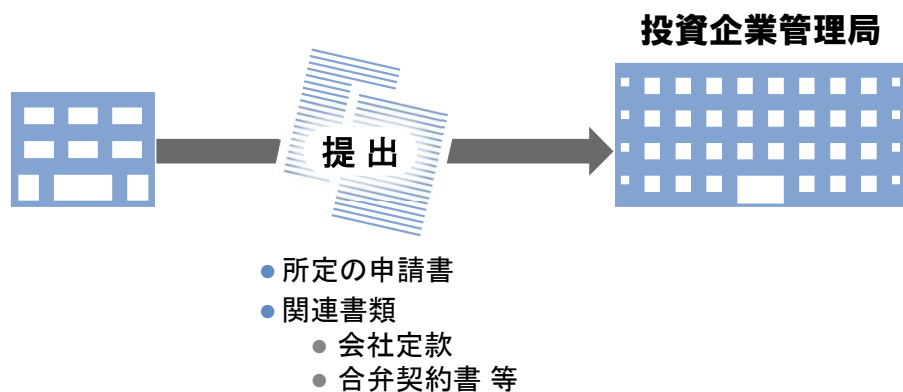 投資企業管理局
提出
所定の申請書
関連書類
会社定款
合弁契約書 等